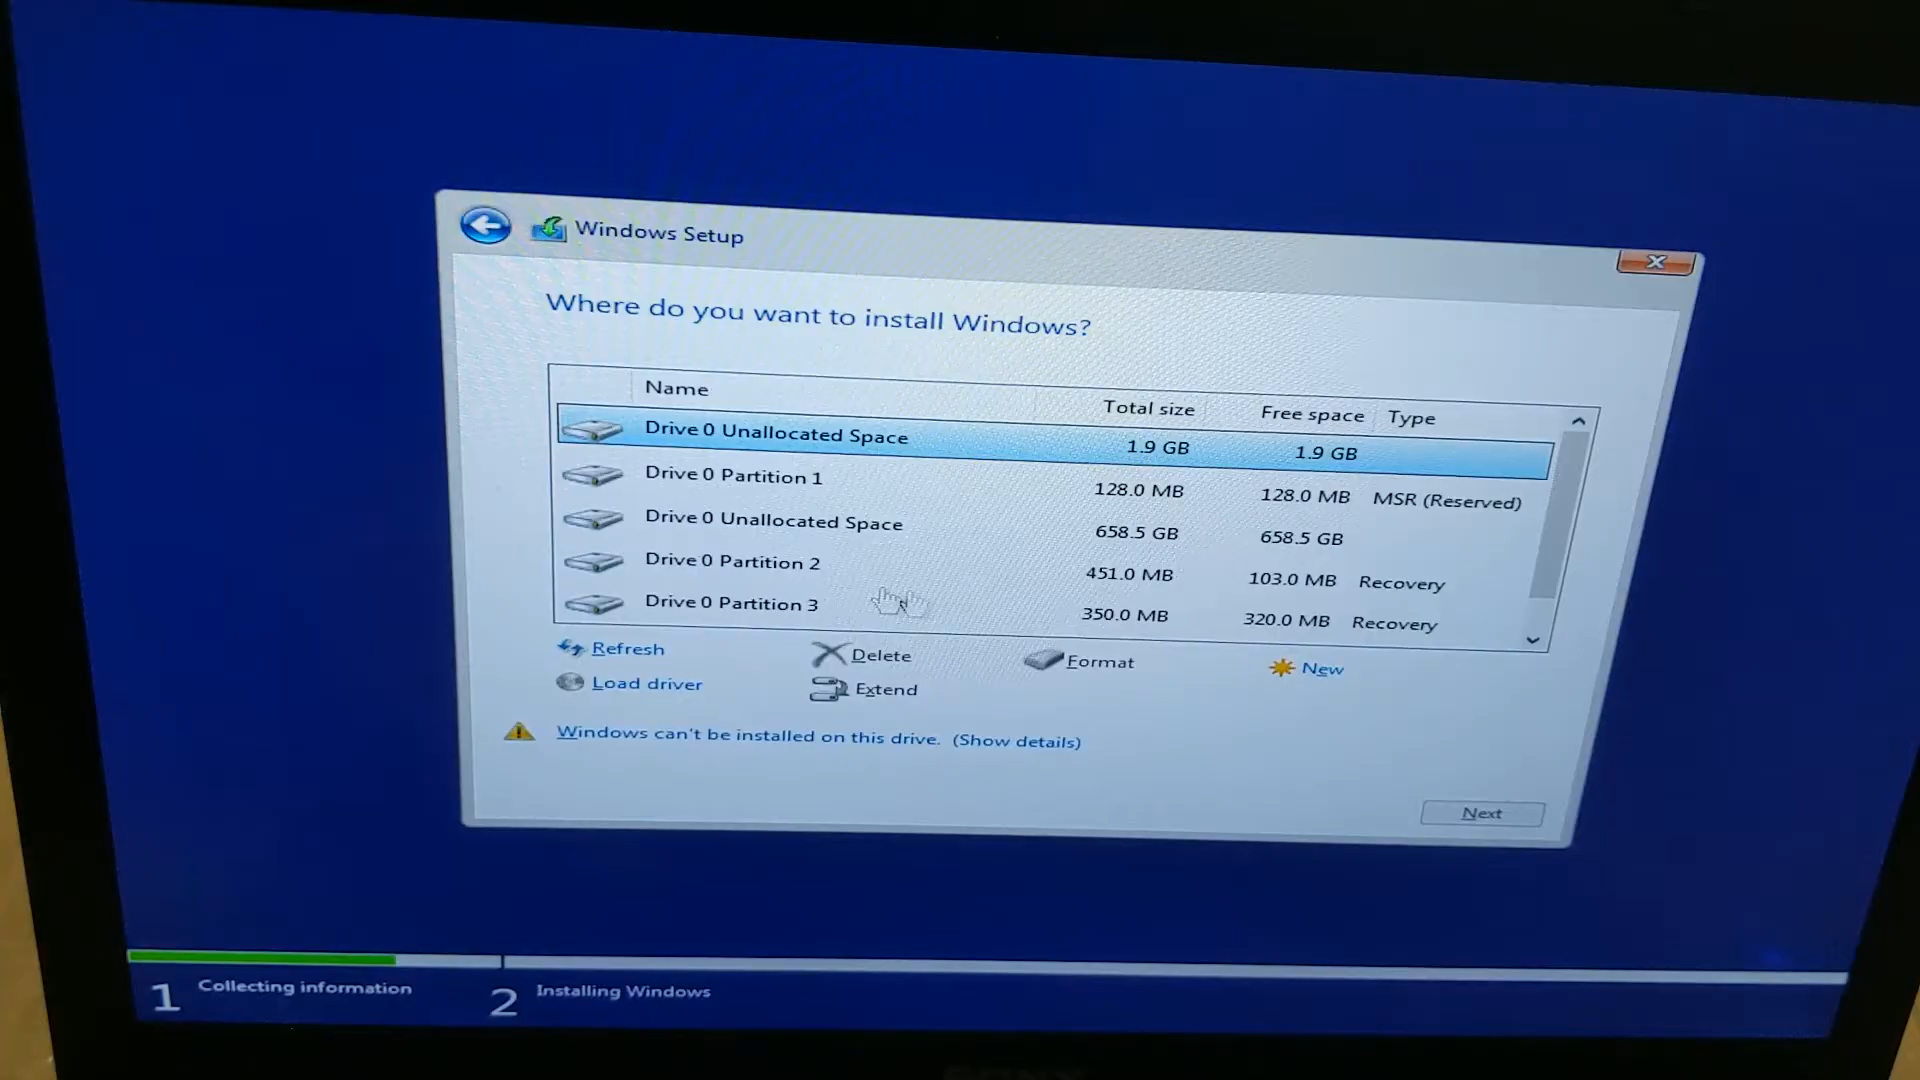 Windows Setup
Where do you want to install Windows?
Name Total size Free space Type
Drive 0 Unallocated Space 1.9 GB 1.9 GB
Drive 0 Partition 1 128.0 MB 128.0 MB MSR (Reserved)
Drive 0 Unallocated Space 658.5 GB 658.5 GB
Drive 0 Partition 2 451.0 MB 103.0 MB Recovery
Drive 0 Partition 3 350.0 MB 320.0 MB Recovery
Refresh Delete Format New
Load driver Extend
Windows can't be installed on this drive. (Show details)
Next
1 Collecting information 2 Installing Windows